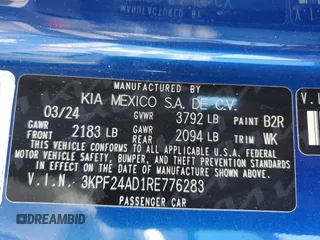 MANUFACTURED BY
KIA MEXICO S.A. DE C.V.
03/24 GVWR 3792 LB PAINT B2R
GAWR FRONT 2183 LB GAWR REAR 2094 LB TRIM WK
THIS VEHICLE CONFORMS TO ALL APPLICABLE U.S. FEDERAL
MOTOR VEHICLE SAFETY, BUMPER, AND THEFT PREVENTION
STANDARDS IN EFFECT ON THE DATE OF MANUFACTURE SHOWN ABOVE.
V.I.N.: 3KPF24AD1RE776283
PASSENGER CAR
DREAMBID